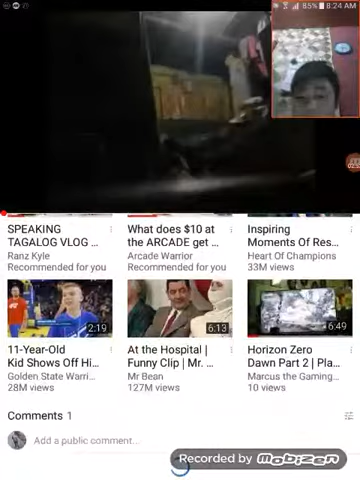 85% 8:24 AM
SPEAKING
TAGALOG VLOG ...
Ranz Kyle
Recommended for you
What does $10 at
the ARCADE get ...
Arcade Warrior
Recommended for you
Inspiring
Moments Of Res...
Heart Of Champions
33M views
2:19
6:13
6:49
11-Year-Old
Kid Shows Off Hi...
Golden State Warri...
28M views
At the Hospital |
Funny Clip | Mr. ...
Mr Bean
127M views
Horizon Zero
Dawn Part 2 | Pla...
Marcus the Gaming...
10 views
Comments 1
Add a public comment...
Recorded by Mobizen